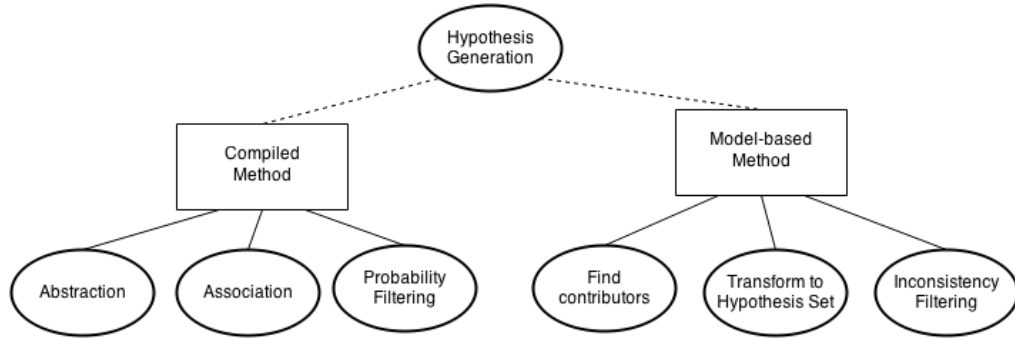 Hypothesis
Generation
Compiled
Method
Model-based
Method
Abstraction
Association
Probability
Filtering
Find
contributors
Transform to
Hypothesis Set
Inconsistency
Filtering